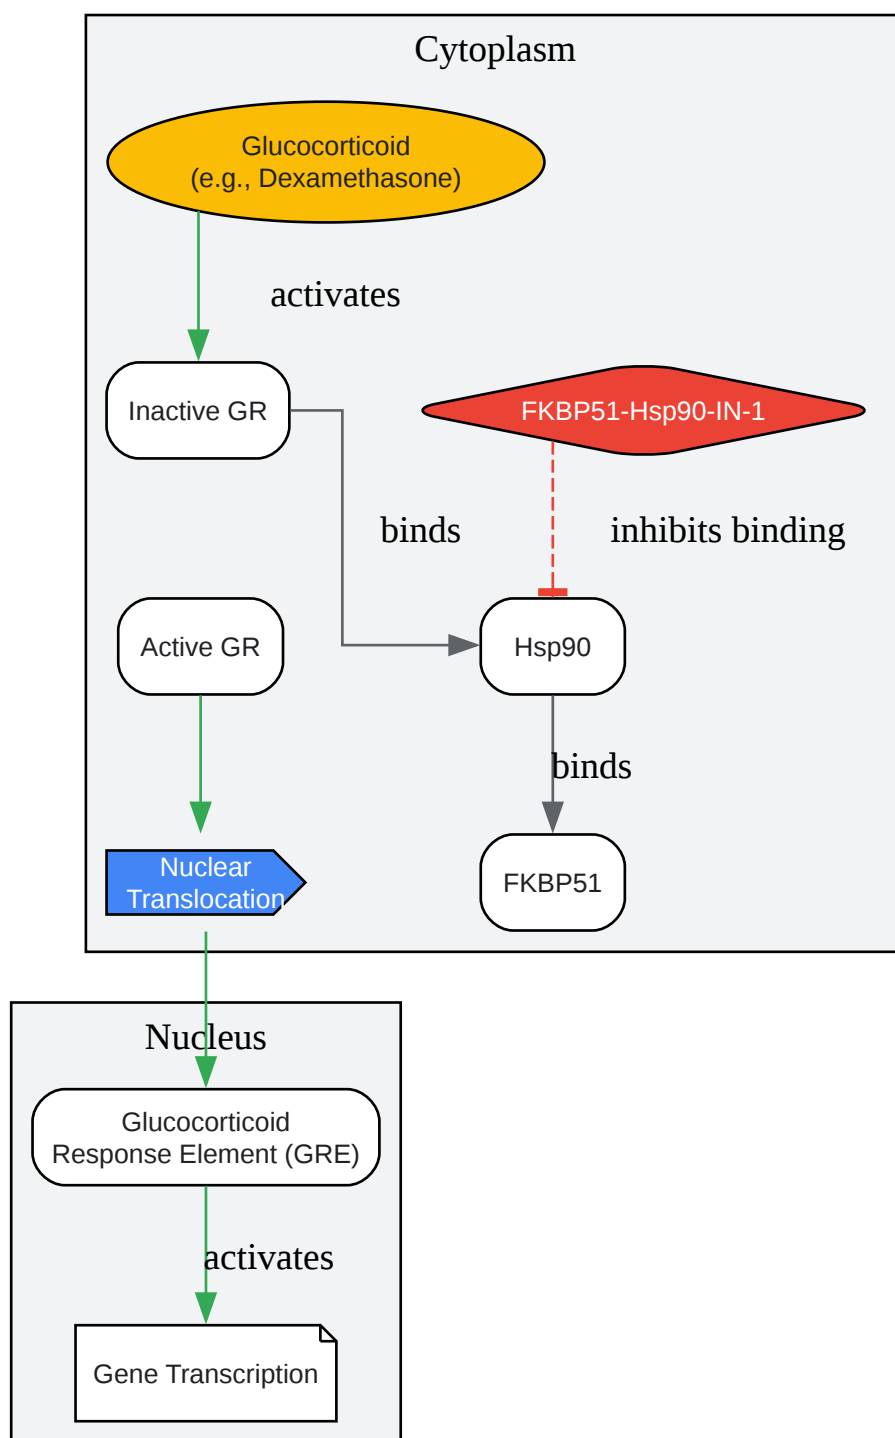 Cytoplasm
Glucocorticoid
(e.g., Dexamethasone)
activates
Inactive GR
FKBP51-Hsp90-IN-1
binds
inhibits binding
Active GR
Hsp90
binds
Nuclear
Translocation
FKBP51
Nucleus
Glucocorticoid
Response Element (GRE)
activates
Gene Transcription